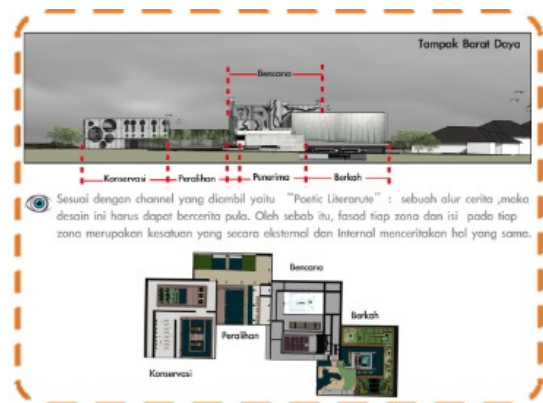 Tampak Barat Daya
Bencana
Konservasi Peralihan Penerima Berkah
Sesuai dengan channel yang diambil yaitu "Poetic Literarute" : sebuah alur cerita ,maka
desain ini harus dapat bercerita pula. Oleh sebab itu, fasad tiap zona dan isi pada tiap
zona merupakan kesatuan yang secara eksternal dan Internal menceritakan hal yang sama.
Bencana
Berkah
Peralihan
Konservasi